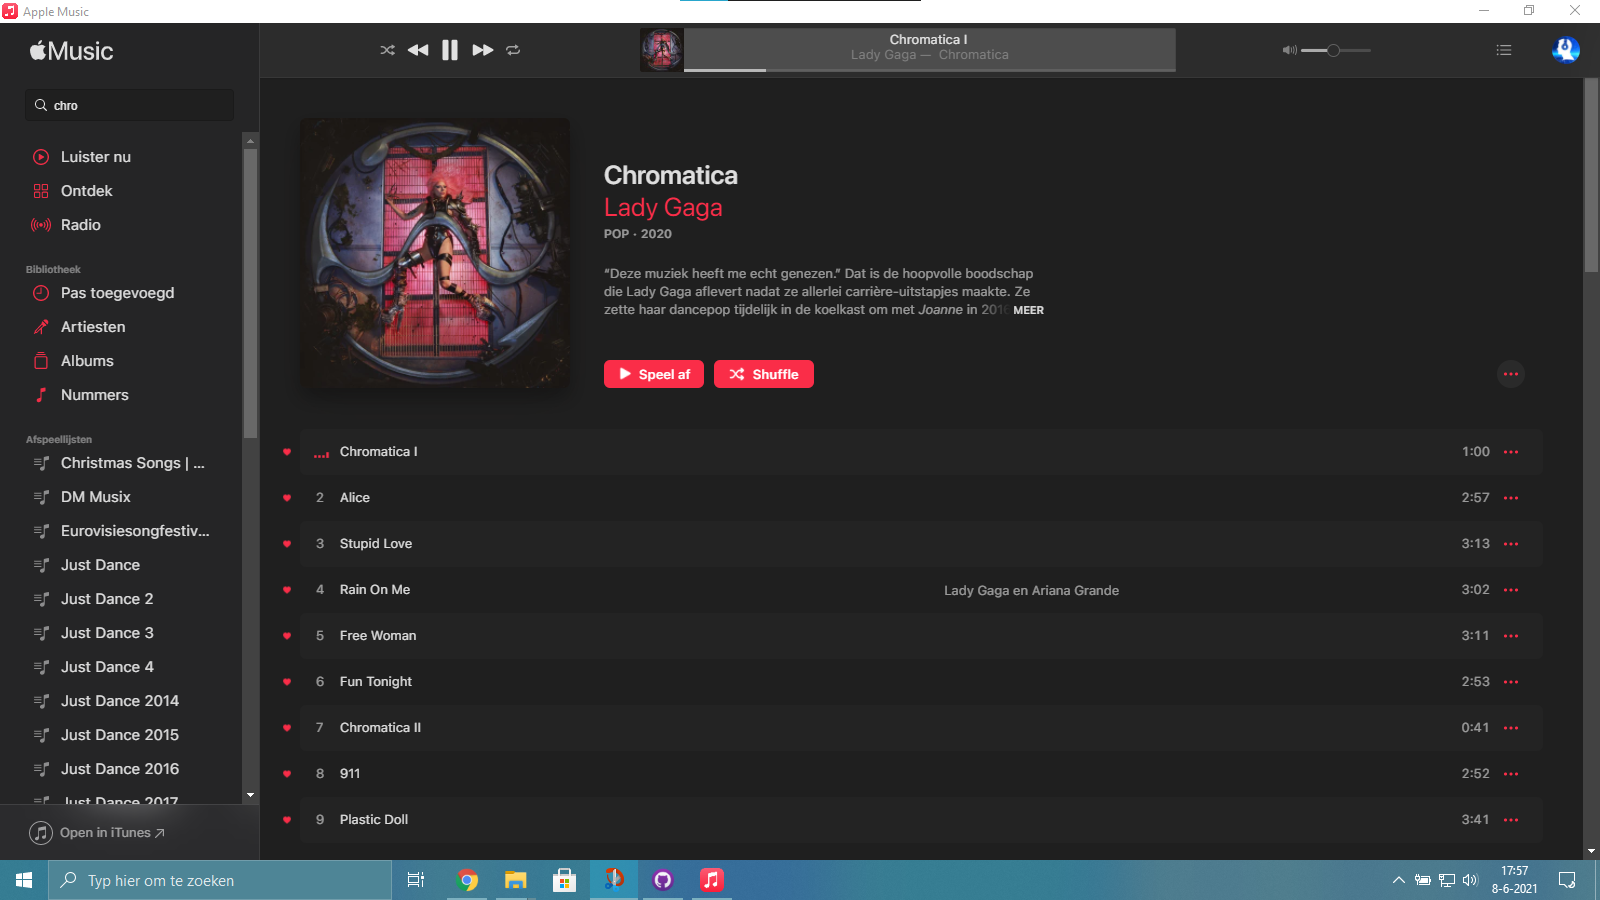 Apple Music
Music
chro
Luister nu
Ontdek
Radio
Bibliotheek
Pas toegevoegd
Artiesten
Albums
Nummers
Afspeellijsten
Christmas Songs | ...
DM Musix
Eurovisiesongfestiv...
Just Dance
Just Dance 2
Just Dance 3
Just Dance 4
Just Dance 2014
Just Dance 2015
Just Dance 2016
Just Dance 2017
Open in iTunes
Chromatica I
Lady Gaga — Chromatica
Chromatica
Lady Gaga
POP · 2020
“Deze muziek heeft me echt genezen.” Dat is de hoopvolle boodschap
die Lady Gaga aflevert nadat ze allerlei carrière-uitstapjes maakte. Ze
zette haar dancepop tijdelijk in de koelkast om met Joanne in 2016 MEER
Speel af Shuffle
Chromatica I 1:00
2 Alice 2:57
3 Stupid Love 3:13
4 Rain On Me Lady Gaga en Ariana Grande 3:02
5 Free Woman 3:11
6 Fun Tonight 2:53
7 Chromatica II 0:41
8 911 2:52
9 Plastic Doll 3:41
Typ hier om te zoeken
17:57
8-6-2021